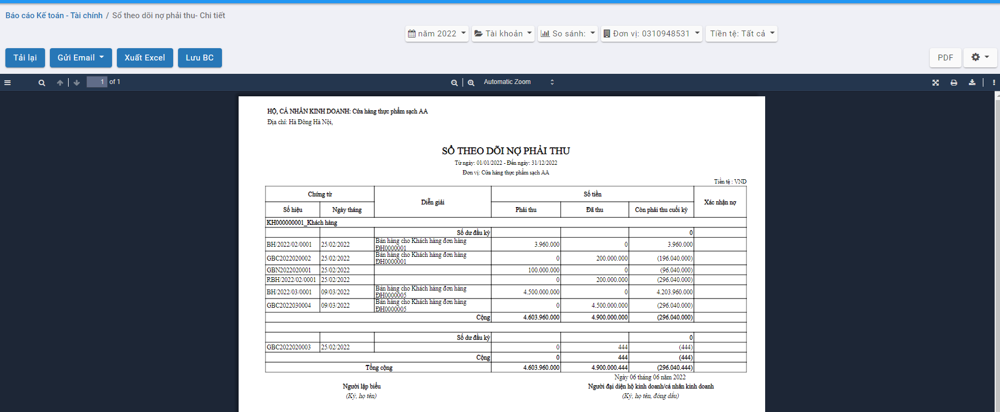 Báo cáo Kế toán - Tài chính / Sổ theo dõi nợ phải thu- Chi tiết
năm 2022 Tài khoản So sánh: Đơn vị: 0310948531 Tiền tệ: Tất cả
Tải lại Gửi Email Xuất Excel Lưu BC PDF
1 of 1 Automatic Zoom
HỘ, CÁ NHÂN KINH DOANH: Cửa hàng thực phẩm sạch AA
Địa chỉ: Hà Đông Hà Nội,
SỔ THEO DÕI NỢ PHẢI THU
Từ ngày: 01/01/2022 - Đến ngày: 31/12/2022
Đơn vị: Cửa hàng thực phẩm sạch AA
Tiền tệ : VND
Chứng từ Diễn giải Số tiền Xác nhận nợ
Số hiệu Ngày tháng Phải thu Đã thu Còn phải thu cuối kỳ
KH000000001_Khách hàng
Số dư đầu kỳ 0
BH/2022/02/0001 25/02/2022 Bán hàng cho Khách hàng đơn hàng ĐH0000001 3.960.000 0 3.960.000
GBC2022020002 25/02/2022 Bán hàng cho Khách hàng đơn hàng ĐH0000001 0 200.000.000 (196.040.000)
GBN2022020001 25/02/2022 100.000.000 0 (96.040.000)
RBH/2022/02/0001 25/02/2022 0 200.000.000 (296.040.000)
BH/2022/03/0001 09/03/2022 Bán hàng cho Khách hàng đơn hàng ĐH0000005 4.500.000.000 0 4.203.960.000
GBC2022030004 09/03/2022 Bán hàng cho Khách hàng đơn hàng ĐH0000005 0 4.500.000.000 (296.040.000)
Cộng 4.603.960.000 4.900.000.000 (296.040.000)
Số dư đầu kỳ 0
GBC2022020003 25/02/2022 0 444 (444)
Cộng 0 444 (444)
Tổng cộng 4.603.960.000 4.900.000.444 (296.040.444)
Ngày 06 tháng 06 năm 2022
Người lập biểu Người đại diện hộ kinh doanh/cá nhân kinh doanh
(Ký, họ tên) (Ký, họ tên, đóng dấu)